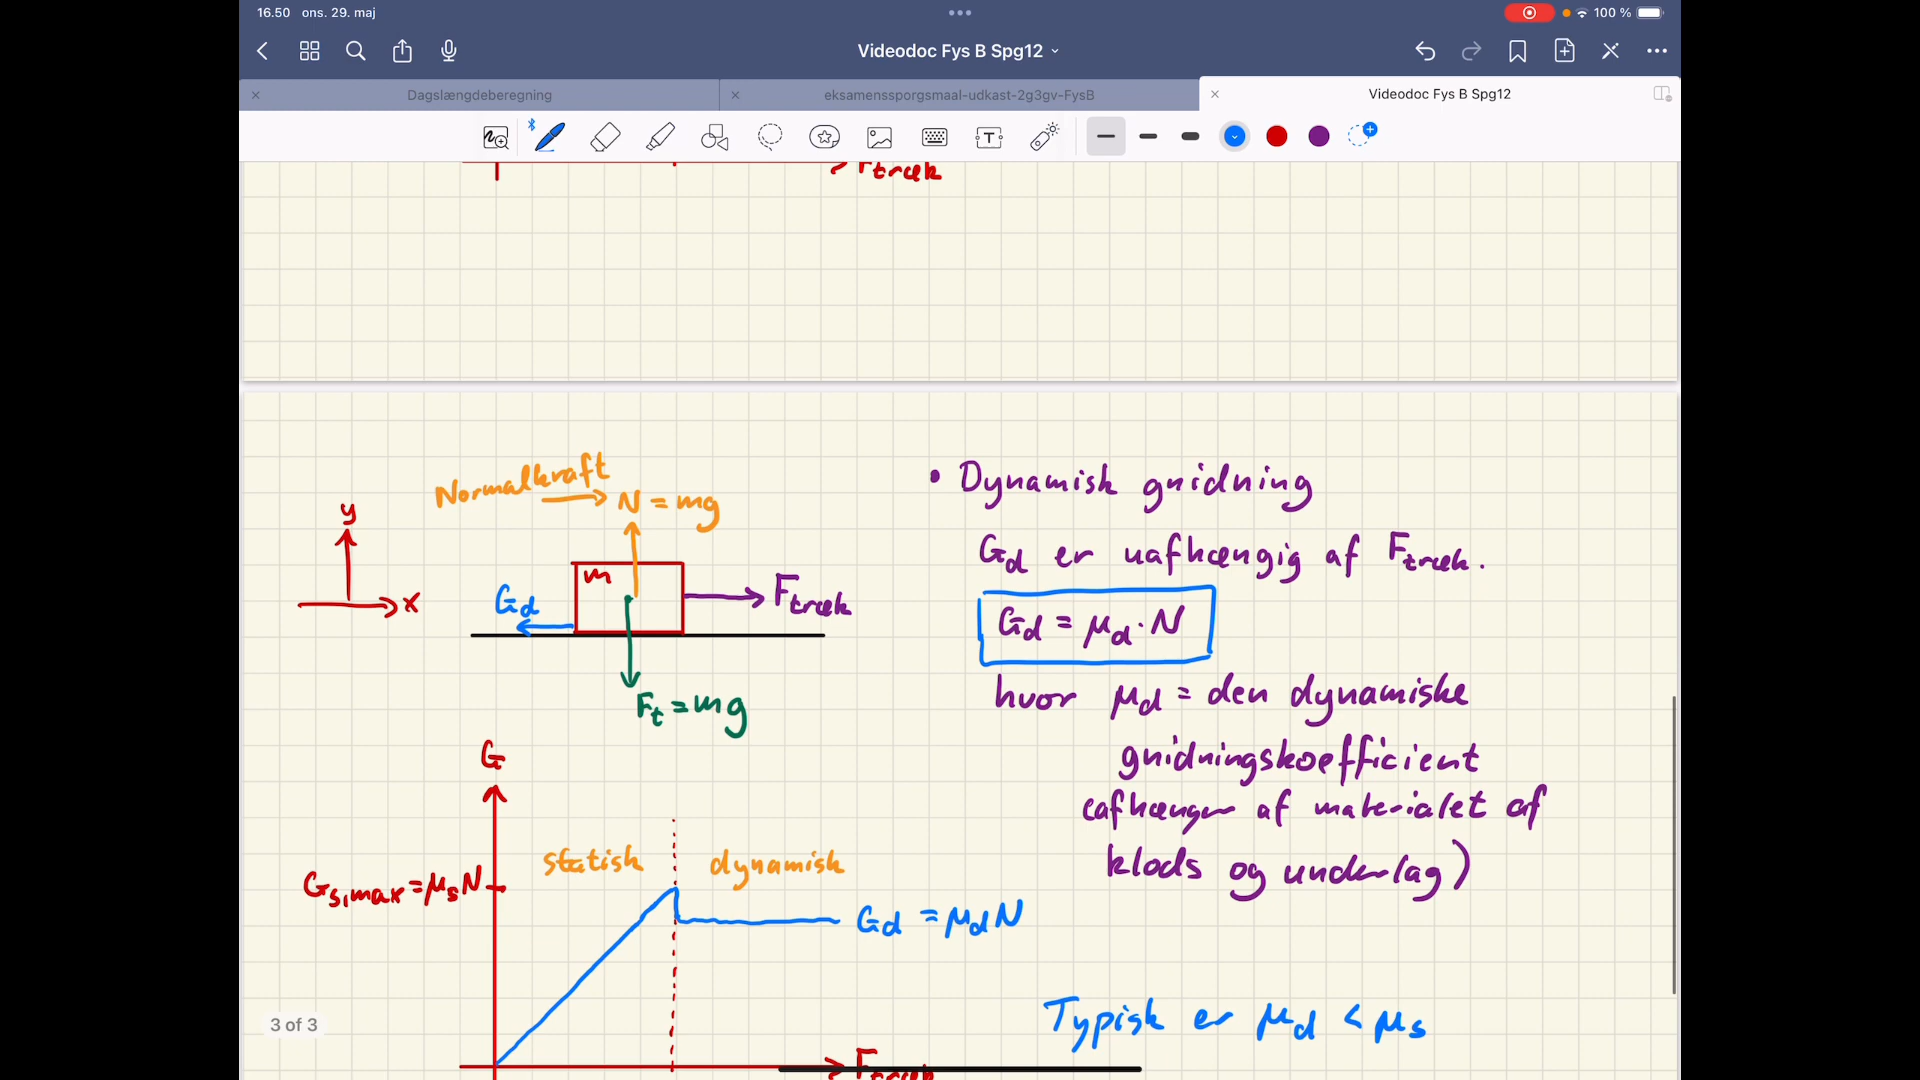 16.50 ons. 29. maj
100 %
Videodoc Fys B Spg12
Dagslængdeberegning
eksamenssporgsmaal-udkast-2g3gv-FysB
Videodoc Fys B Spg12
Ftræk
Normalkraft
N = mg
y
x
m
Gd
Ftræk
Ft = mg
• Dynamisk gnidning
Gd er uafhængig af Ftræk.
Gd = μd · N
hvor μd = den dynamiske
gnidningskoefficient
(afhænger af materialet af
klods og underlag)
G
statisk
dynamisk
Gs,max = μsN
Gd = μdN
Typisk er μd < μs
3 of 3
Ftræk